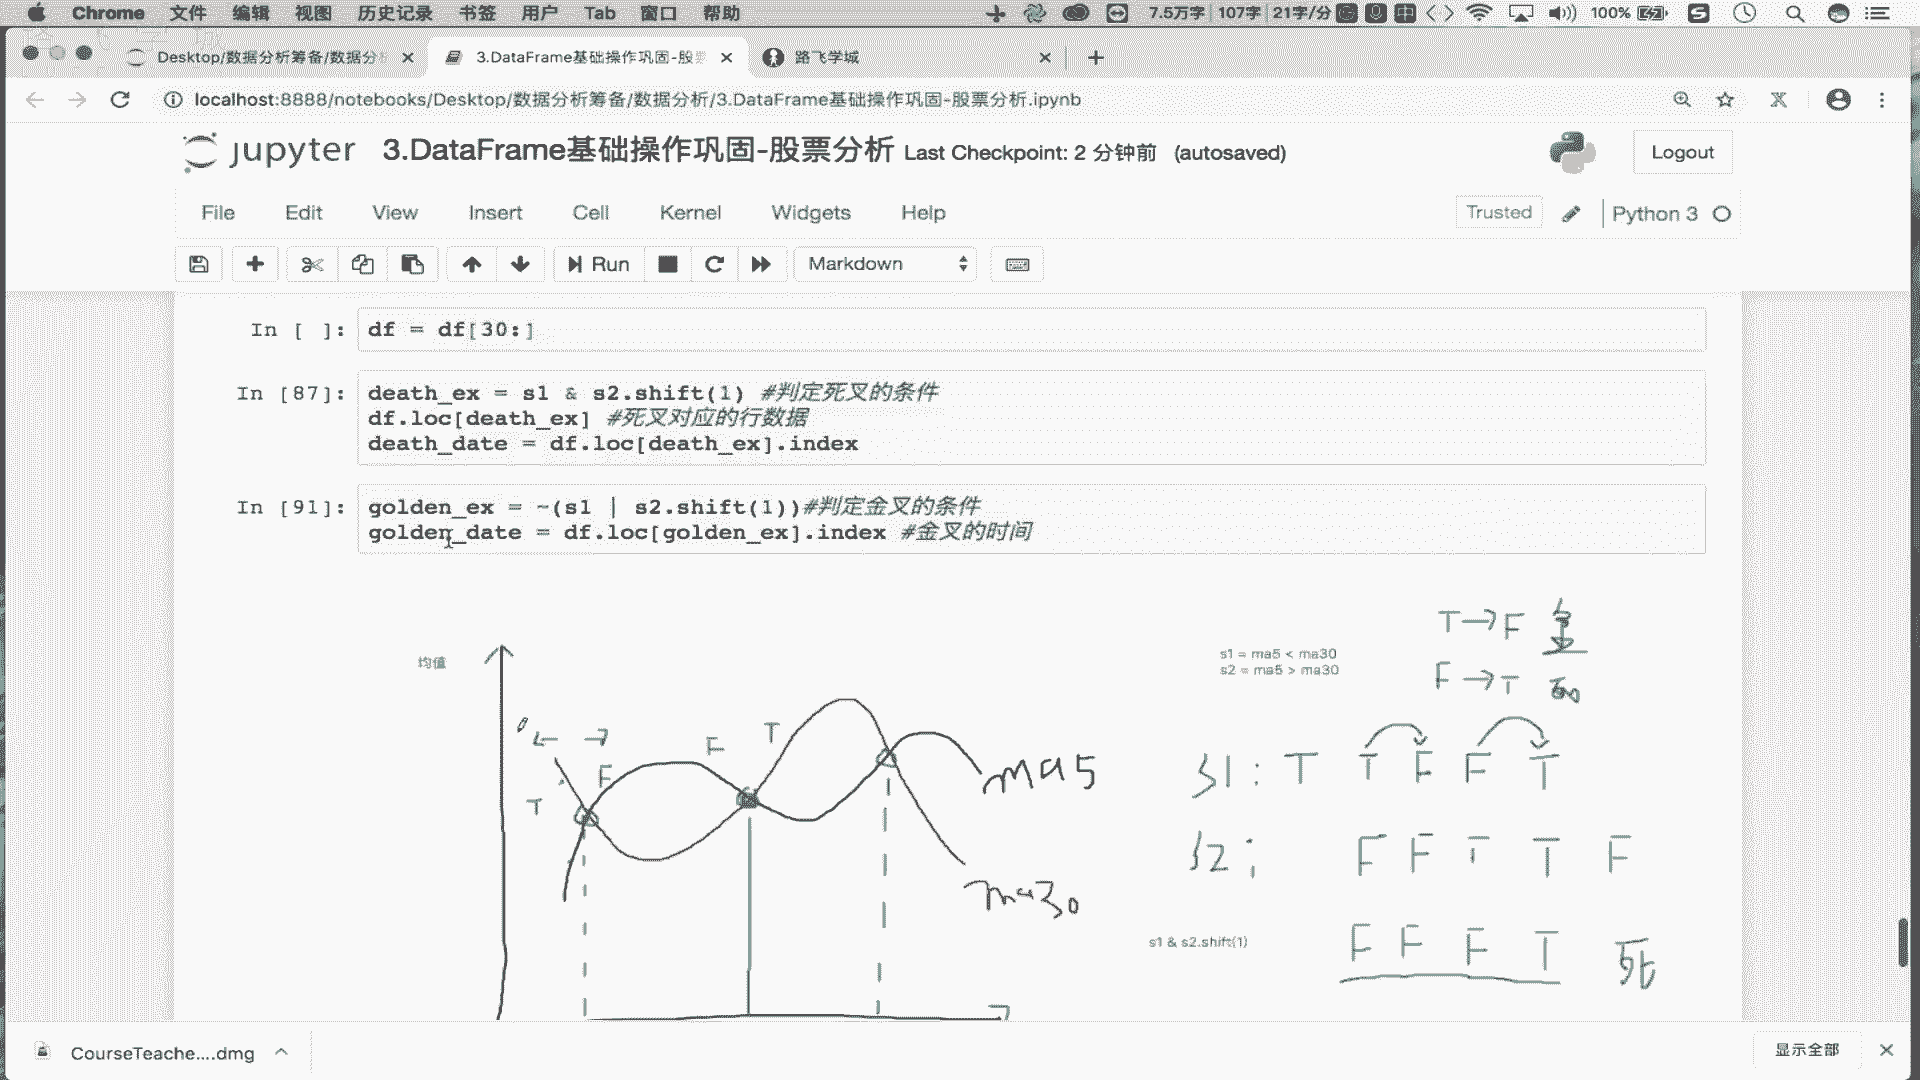 Chrome 文件 编辑 视图 历史记录 书签 用户 Tab 窗口 帮助 7.5万字 107字 21字/分 中 100%
Desktop/数据分析筹备/数据分析 3.DataFrame基础操作巩固-股票 路飞学城
localhost:8888/notebooks/Desktop/数据分析筹备/数据分析/3.DataFrame基础操作巩固-股票分析.ipynb
jupyter 3.DataFrame基础操作巩固-股票分析 Last Checkpoint: 2 分钟前 (autosaved) Logout
File Edit View Insert Cell Kernel Widgets Help Trusted Python 3
Run Markdown
In [ ]: df = df[30:]
In [87]: death_ex = s1 & s2.shift(1) #判定死叉的条件
df.loc[death_ex] #死叉对应的行数据
death_date = df.loc[death_ex].index
In [91]: golden_ex = ~(s1 | s2.shift(1))#判定金叉的条件
golden_date = df.loc[golden_ex].index #金叉的时间
T→F 金
均值 s1 = ma5 < ma30
s2 = ma5 > ma30
F→T
F T
T F
ma5
S1: T T F F T
S2: F F T T F
ma30
s1 & s2.shift(1) F F F T 死
CourseTeache....dmg 显示全部